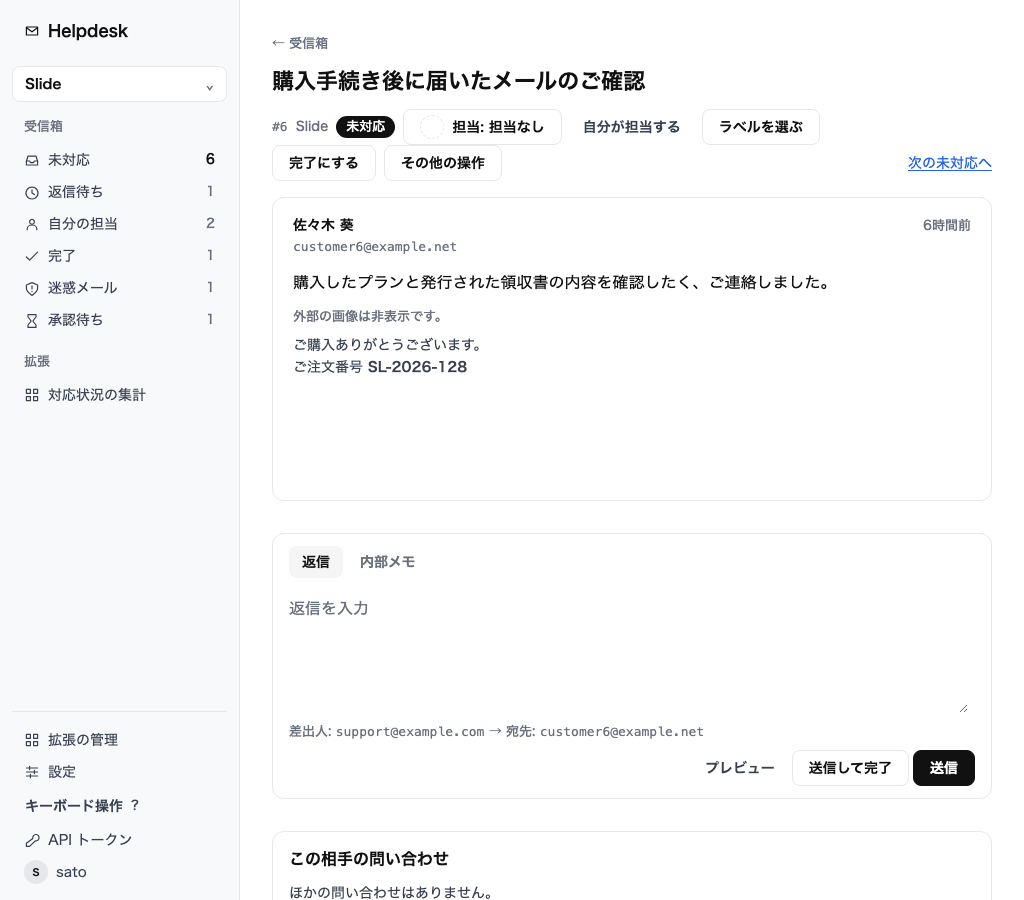 Helpdesk
Slide
受信箱
未対応 6
返信待ち 1
自分の担当 2
完了 1
迷惑メール 1
承認待ち 1
拡張
対応状況の集計
拡張の管理
設定
キーボード操作 ?
API トークン
S sato
← 受信箱
購入手続き後に届いたメールのご確認
#6 Slide 未対応 担当: 担当なし 自分が担当する ラベルを選ぶ
完了にする その他の操作 次の未対応へ
佐々木 葵 6時間前
customer6@example.net
購入したプランと発行された領収書の内容を確認したく、ご連絡しました。
外部の画像は非表示です。
ご購入ありがとうございます。
ご注文番号 SL-2026-128
返信 内部メモ
返信を入力
差出人: support@example.com → 宛先: customer6@example.net
プレビュー 送信して完了 送信
この相手の問い合わせ
ほかの問い合わせはありません。